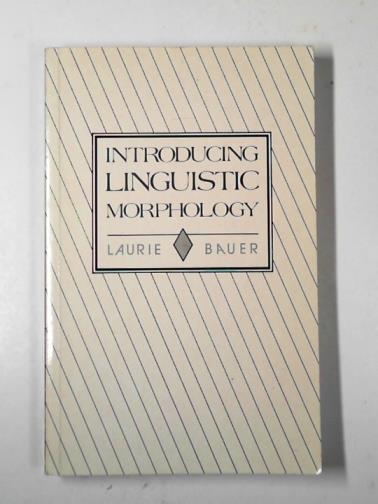 INTRODUCING
LINGUISTIC
MORPHOLOGY
LAURIE BAUER